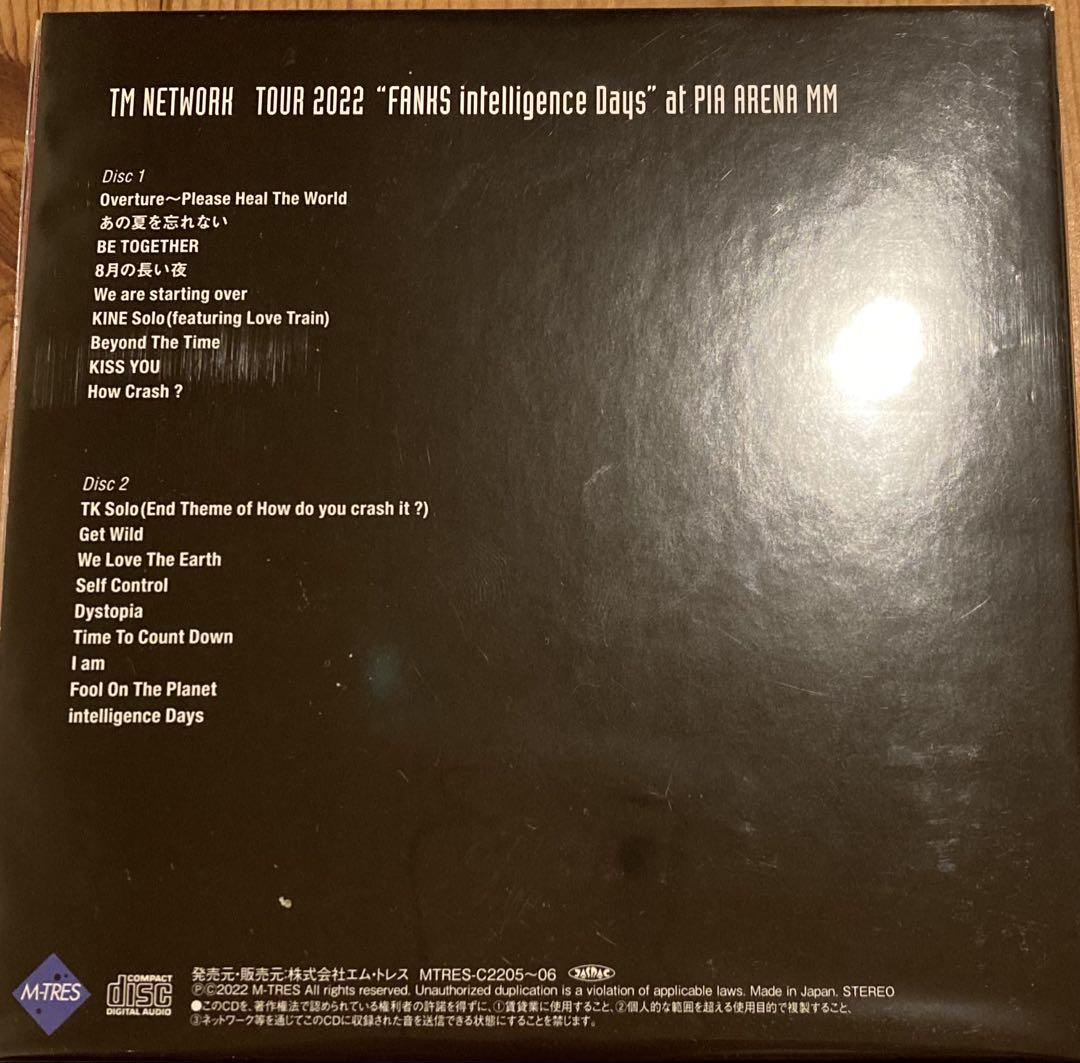 TM NETWORK TOUR 2022 “FANKS intelligence Days” at PIA ARENA MM
Disc 1
Overture～Please Heal The World
あの夏を忘れない
BE TOGETHER
8月の長い夜
We are starting over
KINE Solo(featuring Love Train)
Beyond The Time
KISS YOU
How Crash ?
Disc 2
TK Solo(End Theme of How do you crash it ?)
Get Wild
We Love The Earth
Self Control
Dystopia
Time To Count Down
I am
Fool On The Planet
intelligence Days
M-TRES
COMPACT
disc
DIGITAL AUDIO
発売元・販売元:株式会社エム・トレス MTRES-C2205～06 JASRAC
ⓅⒸ2022 M-TRES All rights reserved. Unauthorized duplication is a violation of applicable laws. Made in Japan. STEREO
●このCDを、著作権法で認められている権利者の許諾を得ずに、①賃貸業に使用すること、②個人的な範囲を超える使用目的で複製すること、
③ネットワーク等を通じてこのCDに収録された音を送信できる状態にすることを禁じます。